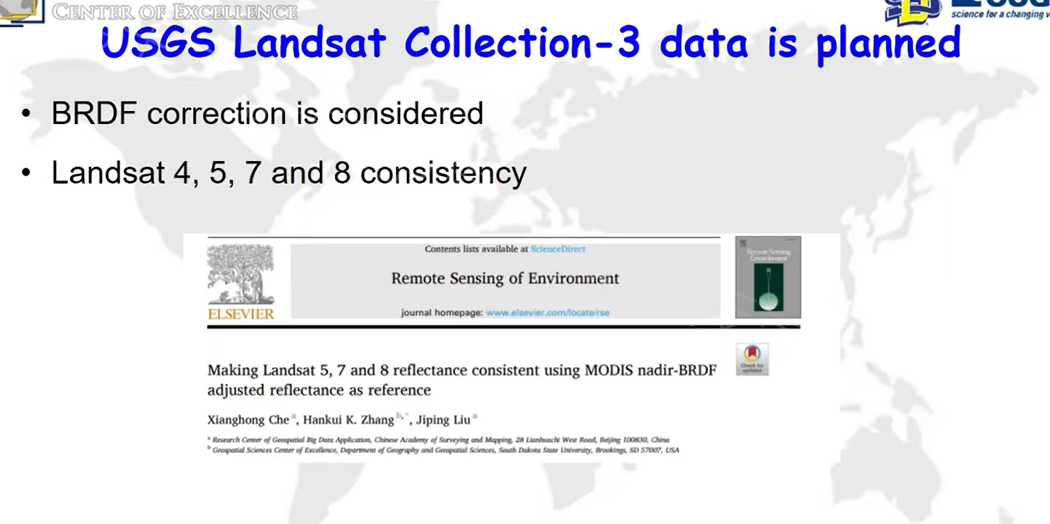 CENTER OF EXCELLENCE
science for a changing
USGS Landsat Collection-3 data is planned
• BRDF correction is considered
• Landsat 4, 5, 7 and 8 consistency
Contents lists available at ScienceDirect
Remote Sensing of Environment
journal homepage: www.elsevier.com/locate/rse
ELSEVIER
Remote Sensing
Environment
Making Landsat 5, 7 and 8 reflectance consistent using MODIS nadir-BRDF
adjusted reflectance as reference
Check for
updates
Xianghong Che a, Hankui K. Zhang b,*, Jiping Liu a
a Research Center of Geospatial Big Data Application, Chinese Academy of Surveying and Mapping, 28 Lianhuachi West Road, Beijing 100830, China
b Geospatial Sciences Center of Excellence, Department of Geography and Geospatial Sciences, South Dakota State University, Brookings, SD 57007, USA